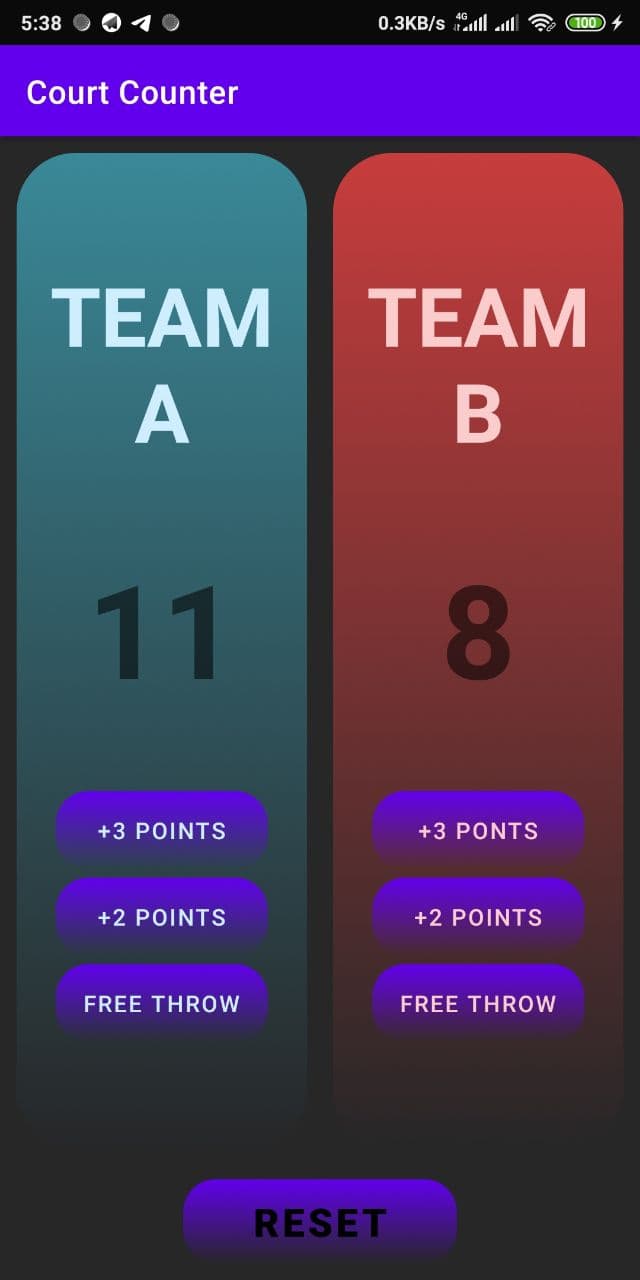 5:38 0.3KB/s 4G 100
Court Counter
TEAM
A
11
+3 POINTS
+2 POINTS
FREE THROW
TEAM
B
8
+3 PONTS
+2 POINTS
FREE THROW
RESET